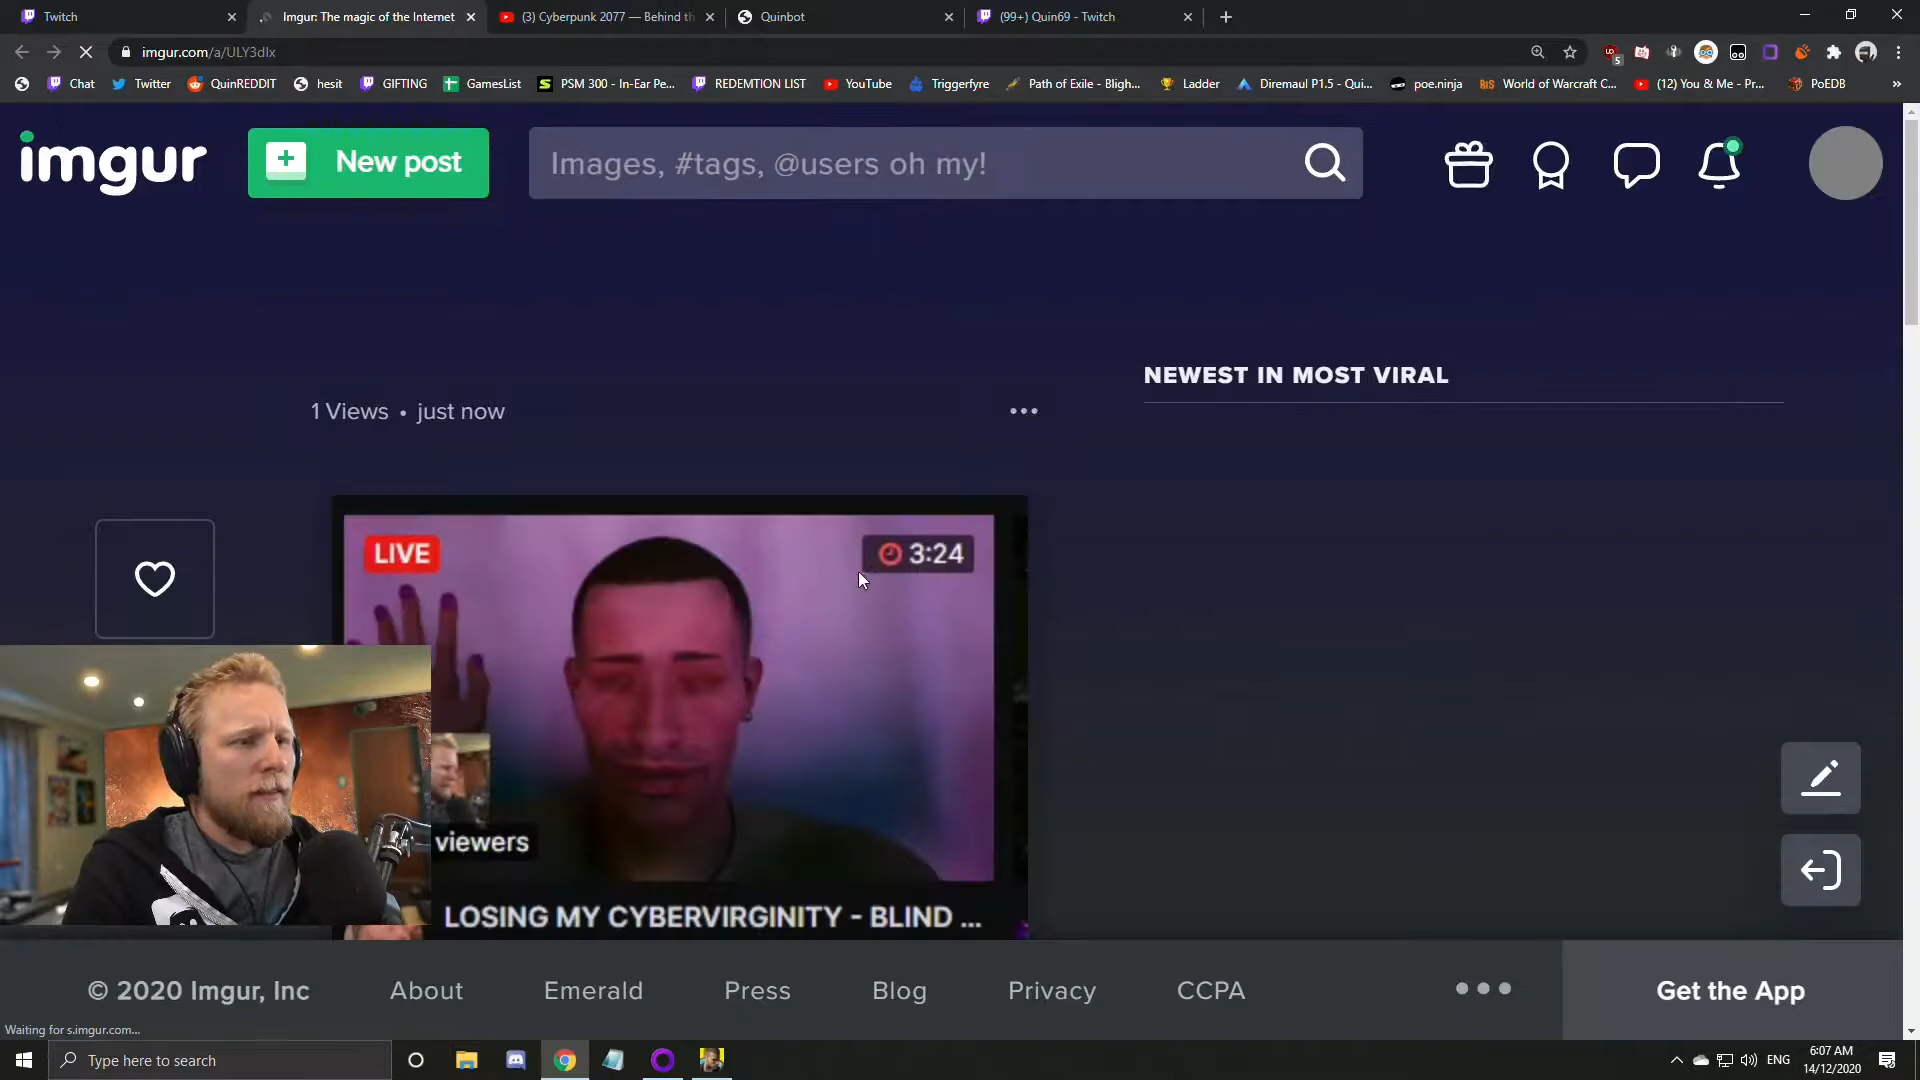 Twitch
Imgur: The magic of the Internet
(3) Cyberpunk 2077 — Behind th
Quinbot
(99+) Quin69 - Twitch
imgur.com/a/ULY3dIx
5
Chat
Twitter
QuinREDDIT
hesit
GIFTING
GamesList
PSM 300 - In-Ear Pe...
REDEMTION LIST
YouTube
Triggerfyre
Path of Exile - Bligh...
Ladder
Diremaul P1.5 - Qui...
poe.ninja
World of Warcraft C...
(12) You & Me - Pr...
PoEDB
imgur
New post
Images, #tags, @users oh my!
NEWEST IN MOST VIRAL
1 Views • just now
LIVE
3:24
viewers
LOSING MY CYBERVIRGINITY - BLIND ...
© 2020 Imgur, Inc
About
Emerald
Press
Blog
Privacy
CCPA
Get the App
Waiting for s.imgur.com...
Type here to search
ENG
6:07 AM
14/12/2020